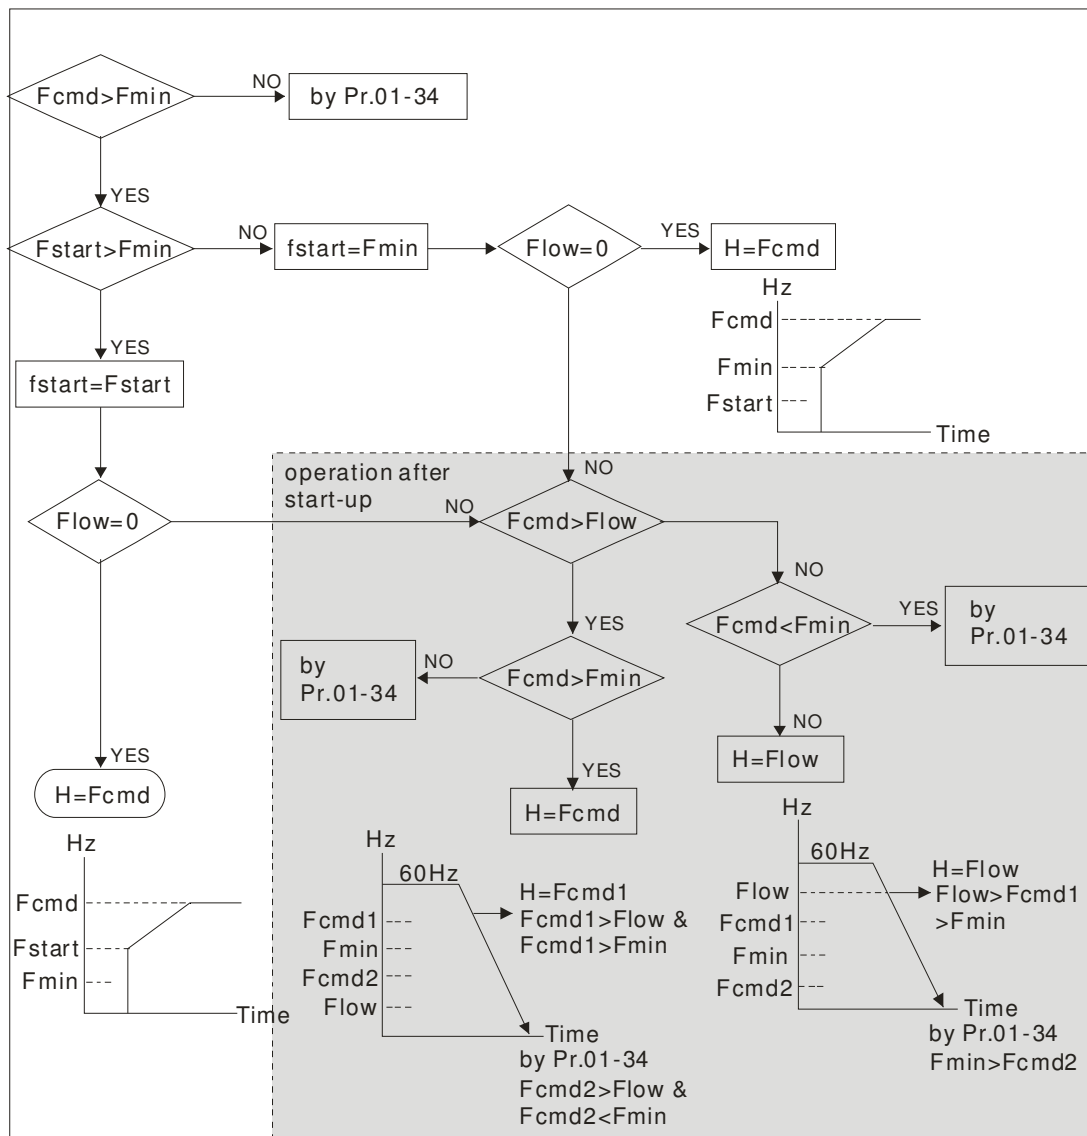 Fcmd>Fmin
NO
by Pr.01-34
YES
Fstart>Fmin
NO
fstart=Fmin
Flow=0
YES
H=Fcmd
Hz
Fcmd
Fmin
Fstart
Time
YES
fstart=Fstart
NO
operation after
start-up
Flow=0
NO
Fcmd>Flow
NO
YES
Fcmd<Fmin
YES
by
Pr.01-34
by
Pr.01-34
NO
Fcmd>Fmin
NO
H=Flow
YES
H=Fcmd
YES
H=Fcmd
Hz
Fcmd
Fstart
Fmin
Time
Hz
60Hz
Fcmd1
Fmin
Fcmd2
Flow
H=Fcmd1
Fcmd1>Flow &
Fcmd1>Fmin
Time
by Pr.01-34
Fcmd2>Flow &
Fcmd2<Fmin
Hz
60Hz
Flow
Fcmd1
Fmin
Fcmd2
H=Flow
Flow>Fcmd1
>Fmin
Time
by Pr.01-34
Fmin>Fcmd2